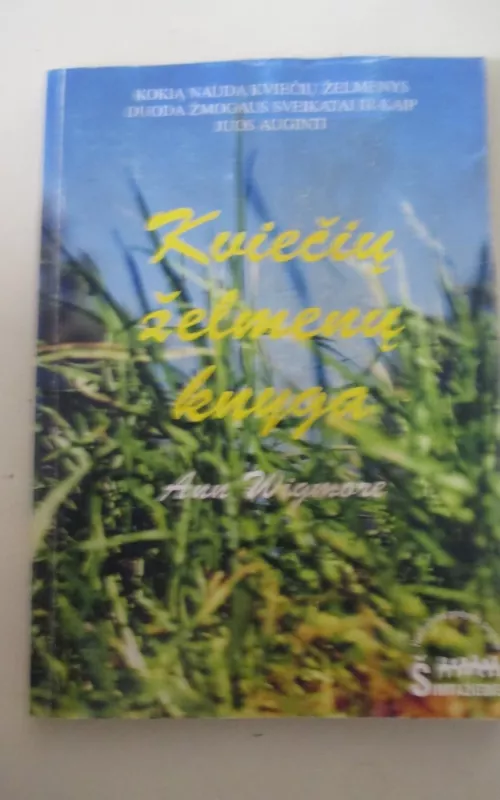 KOKIĄ NAUDĄ KVIEČIŲ ŽELMENYS
DUODA ŽMOGAUS SVEIKATAI IR KAIP
JUOS AUGINTI
Kviečių
želmenų
knyga
Ann Wigmore